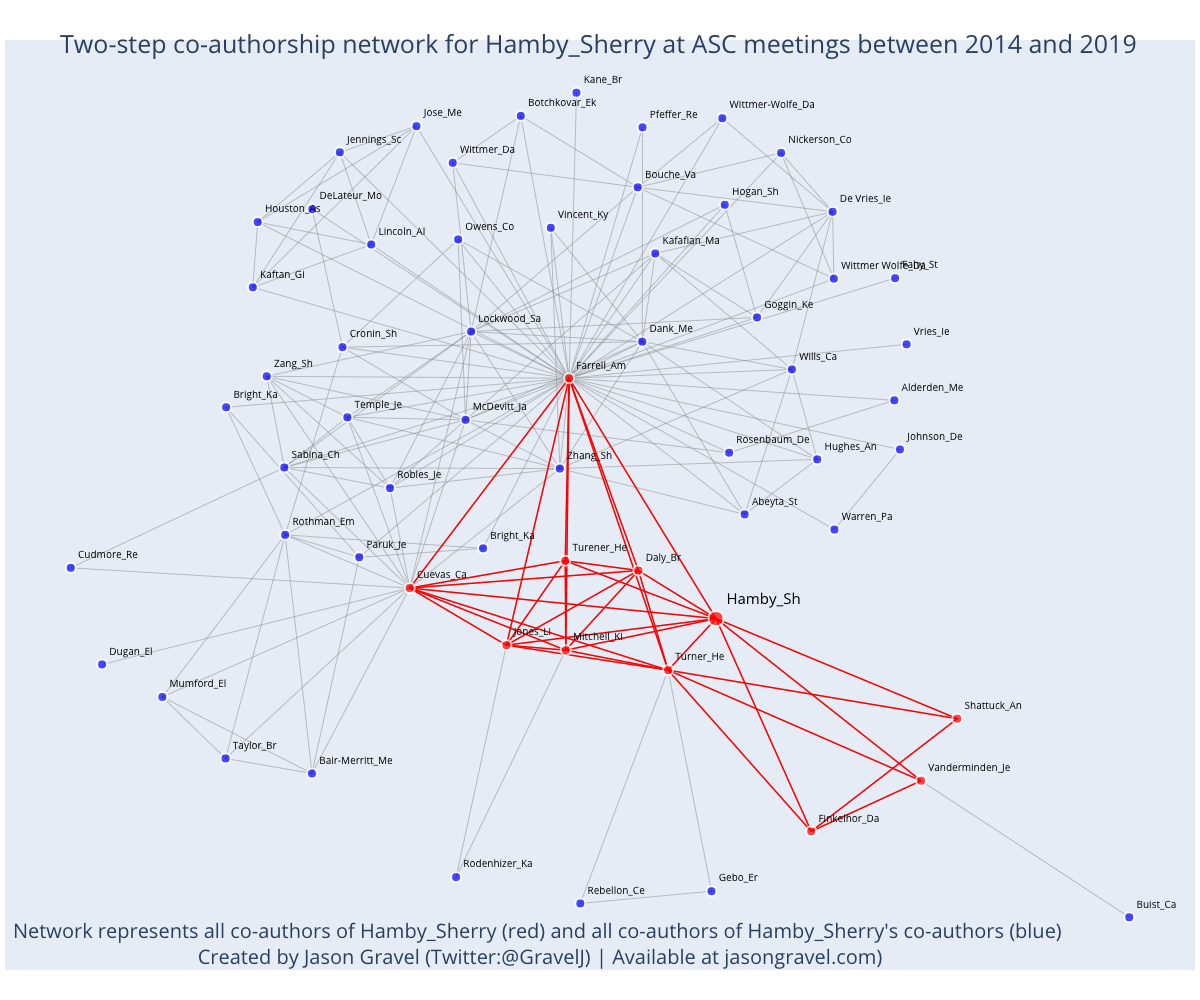 Two-step co-authorship network for Hamby_Sherry at ASC meetings between 2014 and 2019
Kane_Br
Botchkovar_Ek
Wittmer-Wolfe_Da
Jose_Me
Pfeffer_Re
Jennings_Sc
Nickerson_Co
Wittmer_Da
Bouche_Va
Hogan_Sh
DeLateur_Mo
De Vries_Ie
Houston_As
Vincent_Ky
Owens_Co
Lincoln_Al
Kafafian_Ma
Wittmer Wolfe_Da
Kaftan_Gi
Goggin_Ke
Lockwood_Sa
Dank_Me
Cronin_Sh
Vries_Ie
Wills_Ca
Zang_Sh
Farrell_Am
Alderden_Me
Bright_Ka
Temple_Je
McDevitt_Ja
Johnson_De
Rosenbaum_De
Hughes_An
Sabina_Ch
Zhang_Sh
Robles_Je
Abeyta_St
Warren_Pa
Rothman_Em
Bright_Ka
Paruk_Je
Turener_He
Cudmore_Re
Daly_Br
Cuevas_Ca
Hamby_Sh
Jones_Li
Mitchell_Ki
Dugan_El
Turner_He
Mumford_El
Shattuck_An
Taylor_Br
Bair-Merritt_Me
Vanderminden_Je
Finkelhor_Da
Rodenhizer_Ka
Gebo_Er
Rebellon_Ce
Buist_Ca
Network represents all co-authors of Hamby_Sherry (red) and all co-authors of Hamby_Sherry's co-authors (blue)
Created by Jason Gravel (Twitter:@GravelJ) | Available at jasongravel.com)